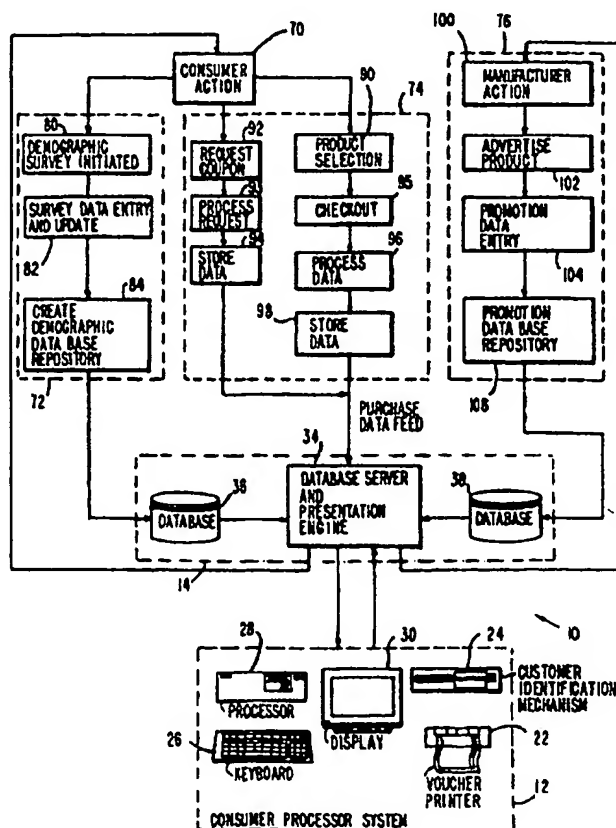 70
CONSUMER
ACTION
80
DEMOGRAPHIC
SURVEY INITIATED
SURVEY DATA ENTRY
AND UPDATE
82
84
CREATE
DEMOGRAPHIC
DATA BASE
REPOSITORY
72
74
92
REQUEST
COUPON
93
PROCESS
REQUEST
94
STORE
DATA
90
PRODUCT
SELECTION
95
CHECKOUT
96
PROCESS
DATA
98
STORE
DATA
PURCHASE
DATA FEED
100
76
MANUFACTURER
ACTION
ADVERTISE
PRODUCT
102
PROMOTION
DATA
ENTRY
104
PROMOTION
DATA BASE
REPOSITORY
108
34
DATABASE SERVER
AND
PRESENTATION
ENGINE
36
DATABASE
38
DATABASE
14
10
28
PROCESSOR
26
KEYBOARD
30
DISPLAY
24
CUSTOMER
IDENTIFICATION
MECHANISM
22
VOUCHER
PRINTER
12
CONSUMER PROCESSOR SYSTEM